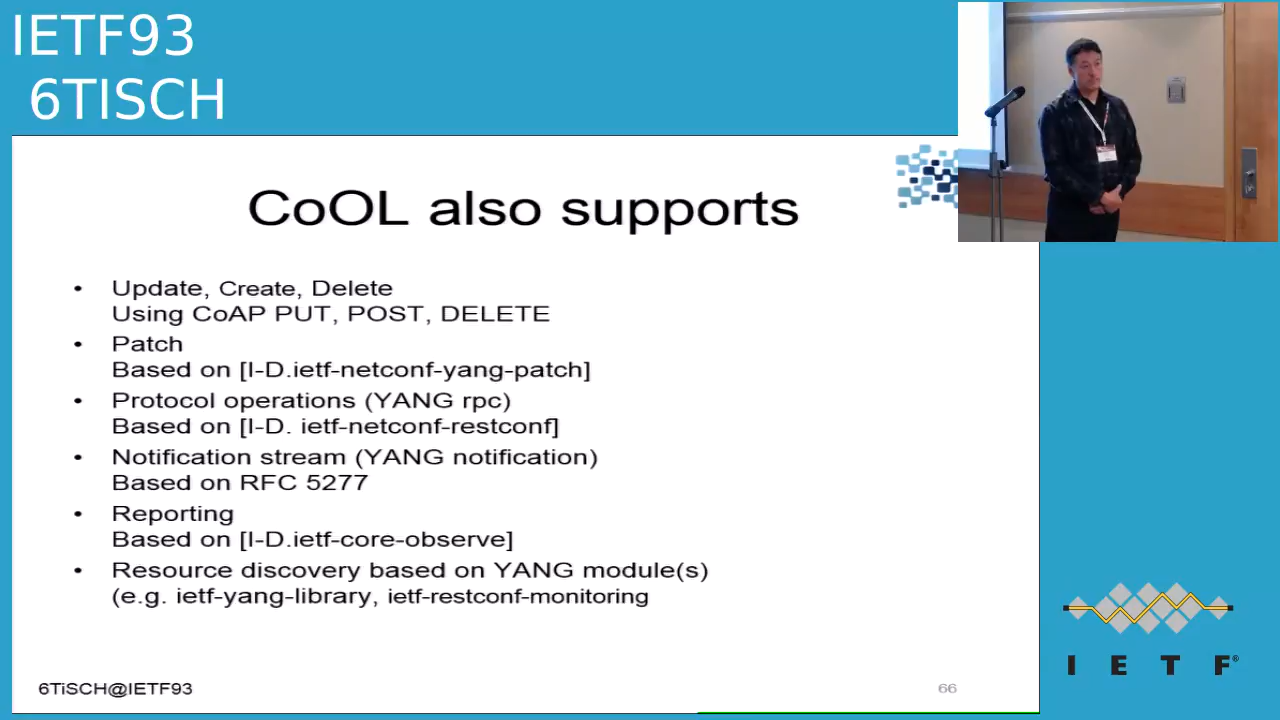 IETF93
6TISCH
CoOL also supports
• Update, Create, Delete
Using CoAP PUT, POST, DELETE
• Patch
Based on [I-D.ietf-netconf-yang-patch]
• Protocol operations (YANG rpc)
Based on [I-D. ietf-netconf-restconf]
• Notification stream (YANG notification)
Based on RFC 5277
• Reporting
Based on [I-D.ietf-core-observe]
• Resource discovery based on YANG module(s)
(e.g. ietf-yang-library, ietf-restconf-monitoring
6TiSCH@IETF93
66
I E T F®